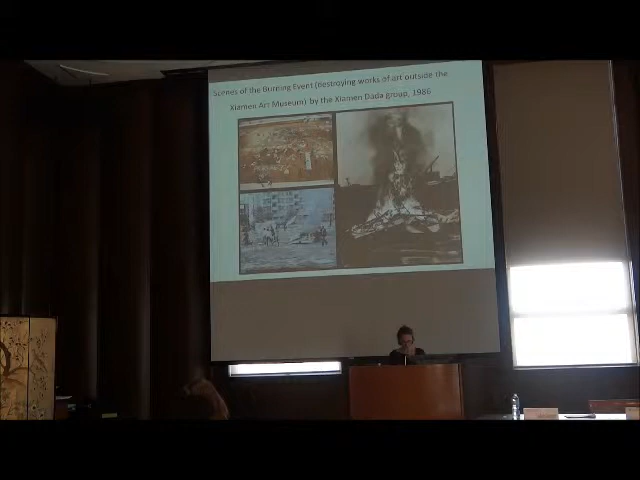 Scenes of the Burning Event (destroying works of art outside the
Xiamen Art Museum) by the Xiamen Dada group, 1986